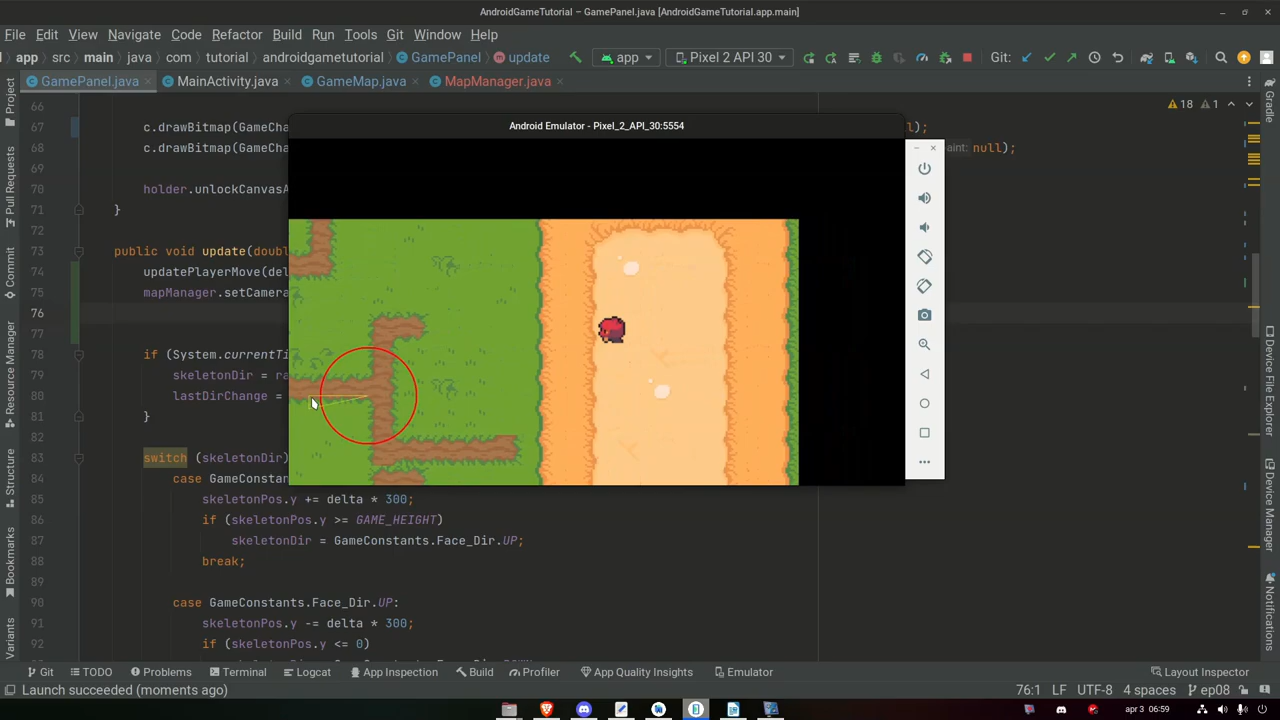 AndroidGameTutorial – GamePanel.java [AndroidGameTutorial.app.main]
File Edit View Navigate Code Refactor Build Run Tools Git Window Help
app src main java com tutorial androidgametutorial GamePanel update app Pixel 2 API 30 Git:
GamePanel.java MainActivity.java GameMap.java MapManager.java
Project
Pull Requests
Commit
Resource Manager
Structure
Bookmarks
Variants
Gradle
Device File Explorer
Device Manager
Notifications
18 1
66
67 c.drawBitmap(GameCha l);
68 c.drawBitmap(GameCha paint: null);
69
70 holder.unlockCanvasA
71 }
Android Emulator - Pixel_2_API_30:5554
73 public void update(doub
74 updatePlayerMove(del
75 mapManager.setCamera
76
77
78 if (System.currentTi
79 skeletonDir = ra
80 lastDirChange =
81 }
82
83 switch (skeletonDir)
84 case GameConstant
85 skeletonPos.y += delta * 300;
86 if (skeletonPos.y >= GAME_HEIGHT)
87 skeletonDir = GameConstants.Face_Dir.UP;
88 break;
89
90 case GameConstants.Face_Dir.UP:
91 skeletonPos.y -= delta * 300;
92 if (skeletonPos.y <= 0)
Git TODO Problems Terminal Logcat App Inspection Build Profiler App Quality Insights Emulator Layout Inspector
Launch succeeded (moments ago) 76:1 LF UTF-8 4 spaces ep08
apr 3 06:59